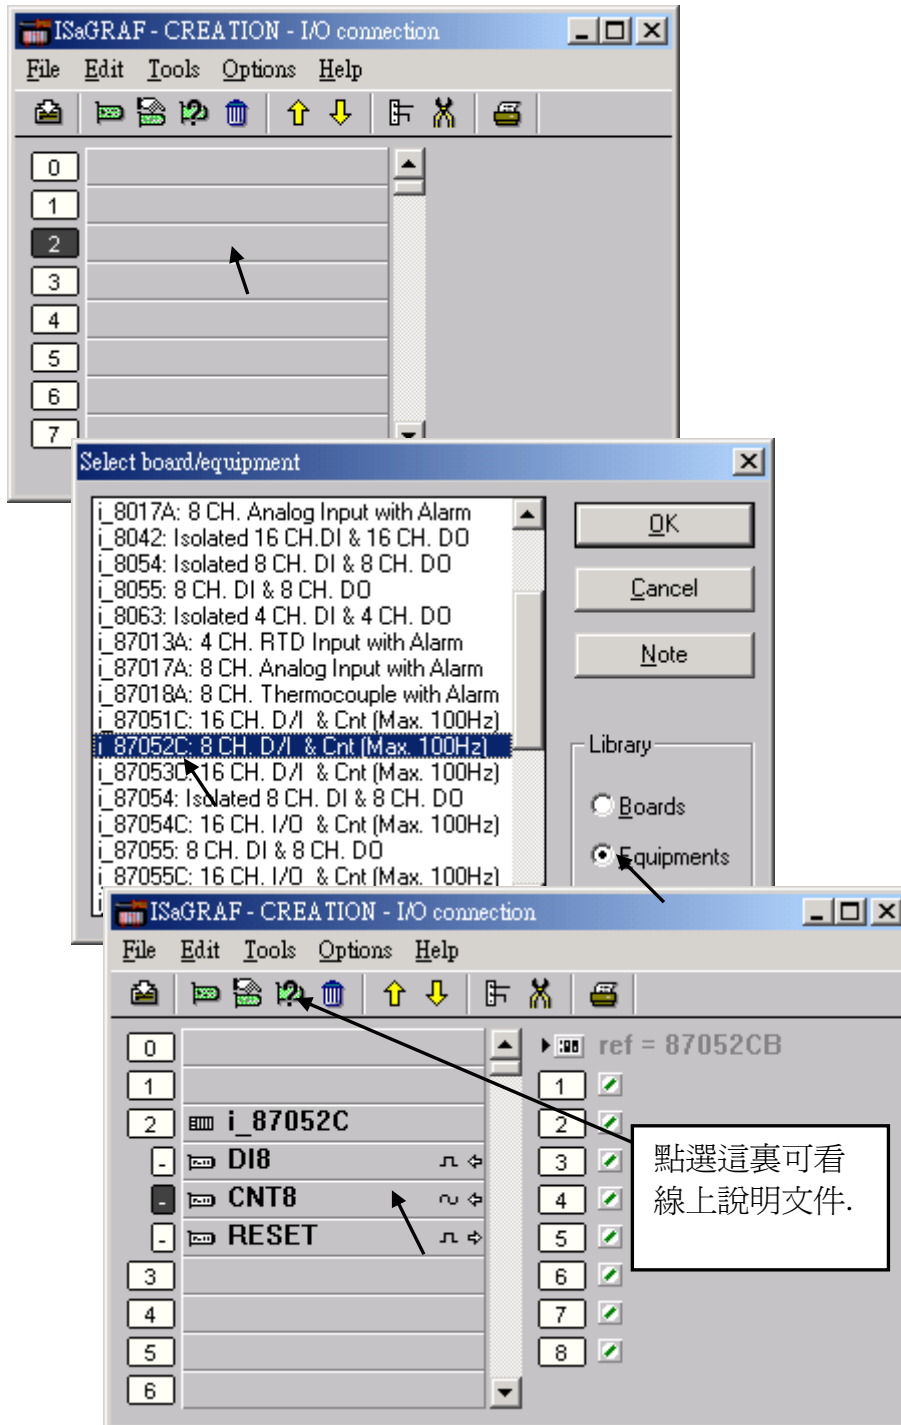 ISaGRAF - CREATION - I/O connection
File Edit Tools Options Help
0
1
2
3
4
5
6
7
Select board/equipment
i_8017A: 8 CH. Analog Input with Alarm
i_8042: Isolated 16 CH.DI & 16 CH. DO
i_8054: Isolated 8 CH. DI & 8 CH. DO
i_8055: 8 CH. DI & 8 CH. DO
i_8063: Isolated 4 CH. DI & 4 CH. DO
i_87013A: 4 CH. RTD Input with Alarm
i_87017A: 8 CH. Analog Input with Alarm
i_87018A: 8 CH. Thermocouple with Alarm
i_87051C: 16 CH. D/I & Cnt (Max. 100Hz)
i_87052C: 8 CH. D/I & Cnt (Max. 100Hz)
i_87053C: 16 CH. D/I & Cnt (Max. 100Hz)
i_87054: Isolated 8 CH. DI & 8 CH. DO
i_87054C: 16 CH. I/O & Cnt (Max. 100Hz)
i_87055: 8 CH. DI & 8 CH. DO
i_87055C: 16 CH. I/O & Cnt (Max. 100Hz)
OK
Cancel
Note
Library
Boards
Equipments
ISaGRAF - CREATION - I/O connection
File Edit Tools Options Help
0
1
2 i_87052C
- DI8
- CNT8
- RESET
3
4
5
6
ref = 87052CB
1
2
3
4
5
6
7
8
點選這裏可看
線上說明文件.